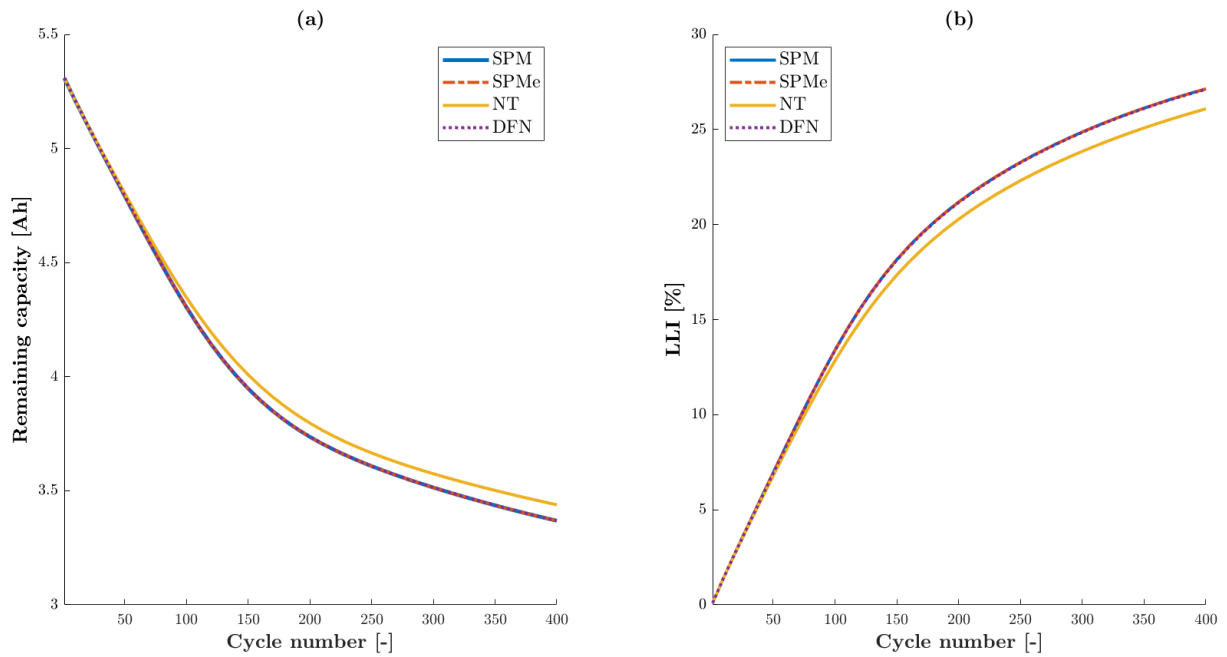 (a)
5.5
5
4.5
4
3.5
3
Remaining capacity [Ah]
50 100 150 200 250 300 350 400
Cycle number [-]
SPM
SPMe
NT
DFN
(b)
30
25
20
15
10
5
0
LLI [%]
50 100 150 200 250 300 350 400
Cycle number [-]
SPM
SPMe
NT
DFN